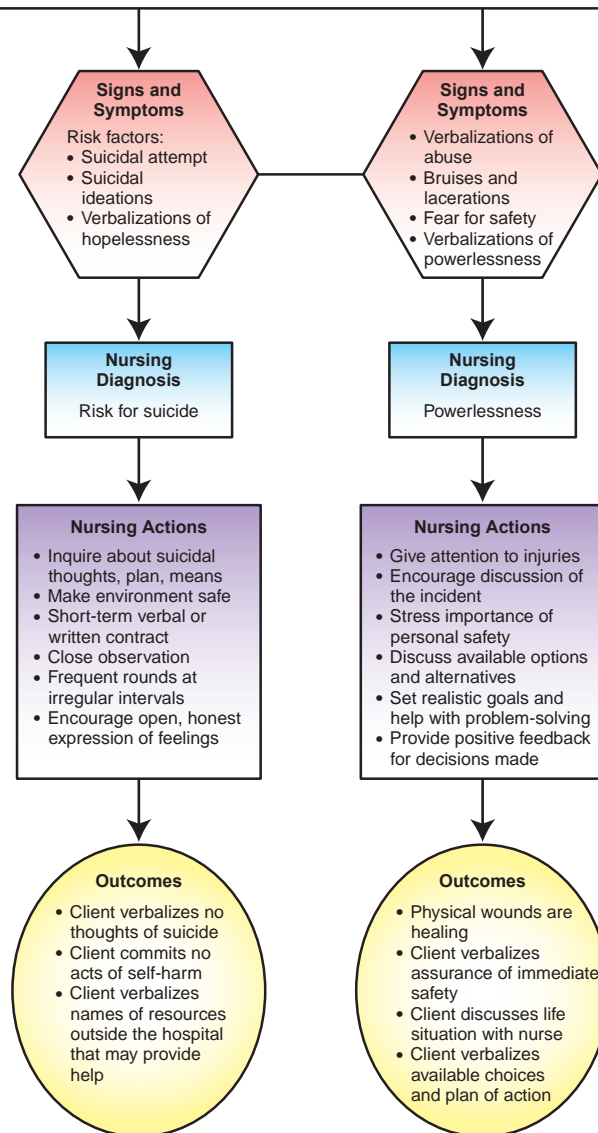 Signs and
Symptoms
Risk factors:
• Suicidal attempt
• Suicidal
ideations
• Verbalizations of
hopelessness
Nursing
Diagnosis
Risk for suicide
Nursing Actions
• Inquire about suicidal
thoughts, plan, means
• Make environment safe
• Short-term verbal or
written contract
• Close observation
• Frequent rounds at
irregular intervals
• Encourage open, honest
expression of feelings
Outcomes
• Client verbalizes no
thoughts of suicide
• Client commits no
acts of self-harm
• Client verbalizes
names of resources
outside the hospital
that may provide
help
Signs and
Symptoms
• Verbalizations of
abuse
• Bruises and
lacerations
• Fear for safety
• Verbalizations of
powerlessness
Nursing
Diagnosis
Powerlessness
Nursing Actions
• Give attention to injuries
• Encourage discussion of
the incident
• Stress importance of
personal safety
• Discuss available options
and alternatives
• Set realistic goals and
help with problem-solving
• Provide positive feedback
for decisions made
Outcomes
• Physical wounds are
healing
• Client verbalizes
assurance of immediate
safety
• Client discusses life
situation with nurse
• Client verbalizes
available choices
and plan of action